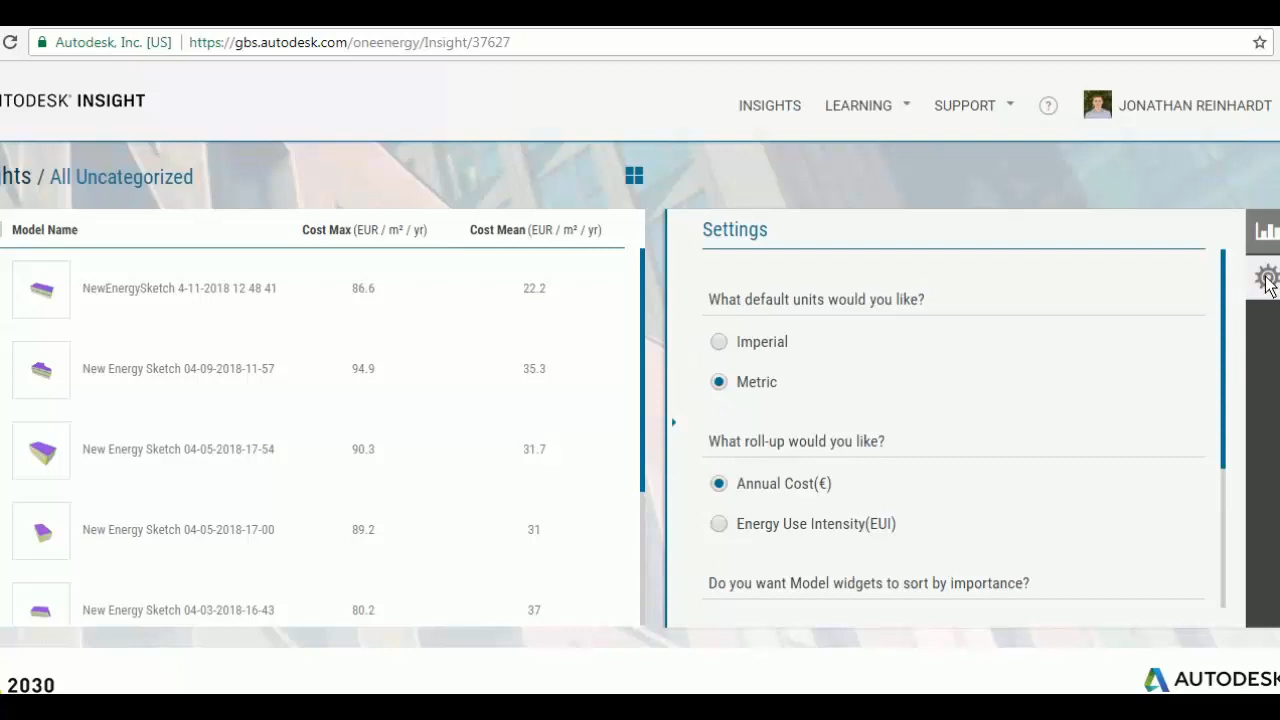 Autodesk, Inc. [US] https://gbs.autodesk.com/oneenergy/Insight/37627
TODESK® INSIGHT
INSIGHTS LEARNING SUPPORT ? JONATHAN REINHARDT
hts / All Uncategorized
Model Name Cost Max (EUR / m² / yr) Cost Mean (EUR / m² / yr)
NewEnergySketch 4-11-2018 12 48 41 86.6 22.2
New Energy Sketch 04-09-2018-11-57 94.9 35.3
New Energy Sketch 04-05-2018-17-54 90.3 31.7
New Energy Sketch 04-05-2018-17-00 89.2 31
New Energy Sketch 04-03-2018-16-43 80.2 37
Settings
What default units would you like?
Imperial
Metric
What roll-up would you like?
Annual Cost(€)
Energy Use Intensity(EUI)
Do you want Model widgets to sort by importance?
2030
AUTODESK